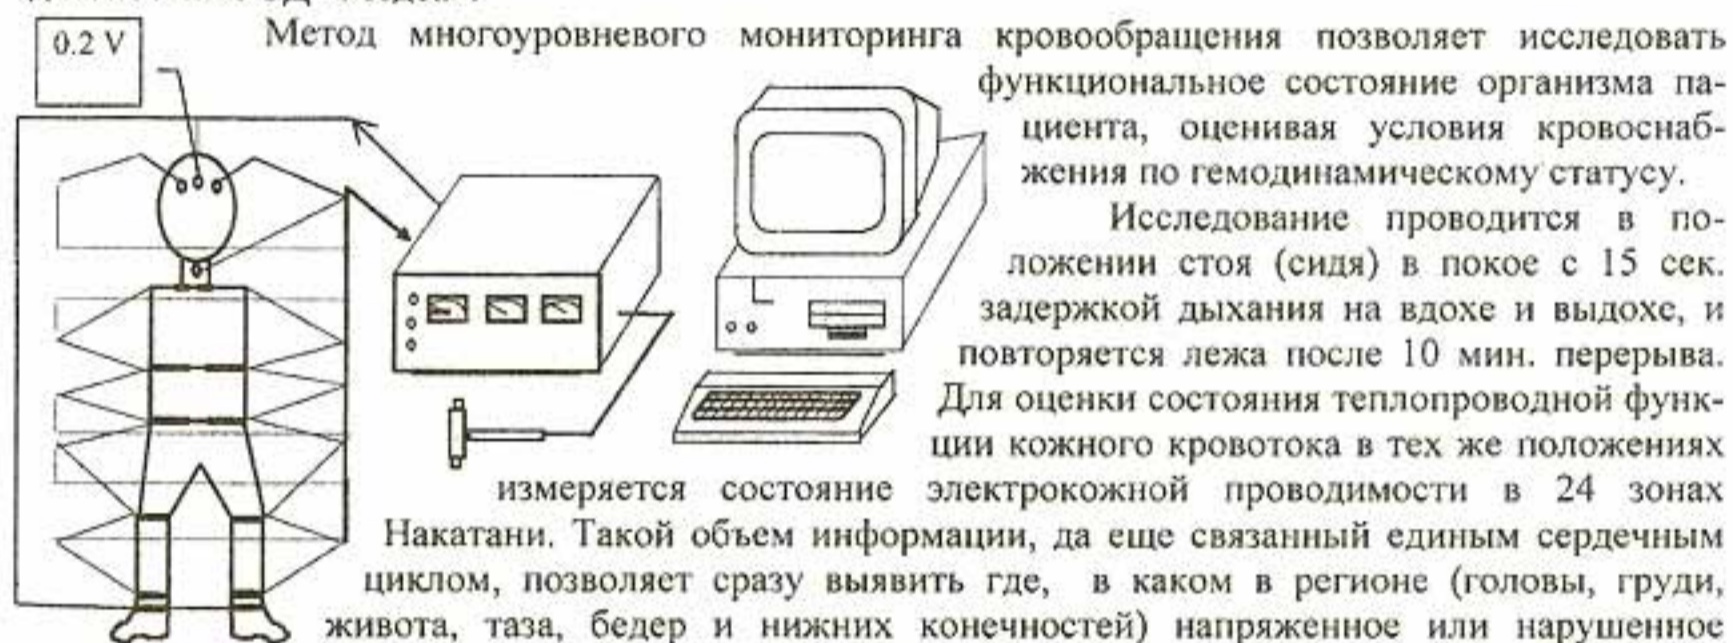 0.2 V
Метод многоуровневого мониторинга кровообращения позволяет исследовать
функциональное состояние организма па-
циента, оценивая условия кровоснаб-
жения по гемодинамическому статусу.
Исследование проводится в по-
ложении стоя (сидя) в покое с 15 сек.
задержкой дыхания на вдохе и выдохе, и
повторяется лежа после 10 мин. перерыва.
Для оценки состояния теплопроводной функ-
ции кожного кровотока в тех же положениях
измеряется состояние электрокожной проводимости в 24 зонах
Накатани. Такой объем информации, да еще связанный единым сердечным
циклом, позволяет сразу выявить где, в каком в регионе (головы, груди,
живота, таза, бедер и нижних конечностей) напряженное или нарушенное